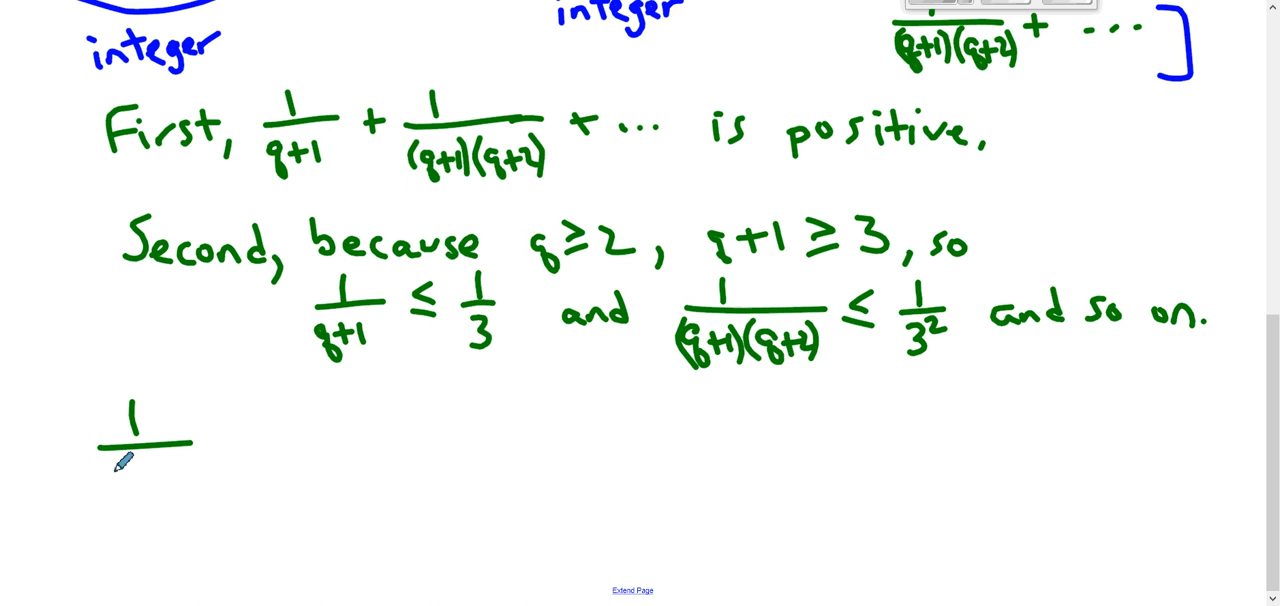 integer integer 1/((q+1)(q+2)) + ... ]
First, 1/(q+1) + 1/((q+1)(q+2)) + ... is positive.
Second, because q ≥ 2, q+1 ≥ 3, so
1/(q+1) ≤ 1/3 and 1/((q+1)(q+2)) ≤ 1/3² and so on.
1
Extend Page